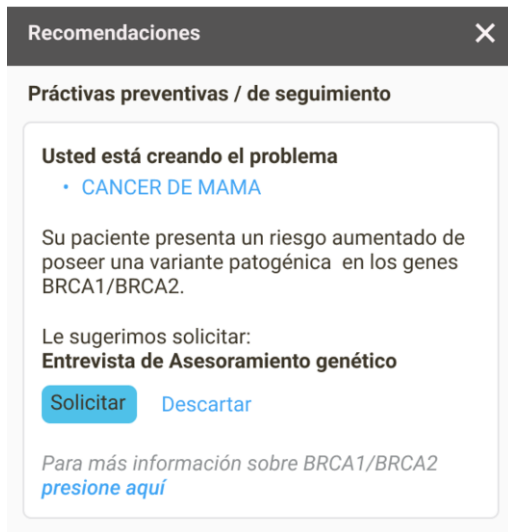 Recomendaciones
Práctivas preventivas / de seguimiento
Usted está creando el problema
• CANCER DE MAMA
Su paciente presenta un riesgo aumentado de
poseer una variante patogénica en los genes
BRCA1/BRCA2.
Le sugerimos solicitar:
Entrevista de Asesoramiento genético
Solicitar Descartar
Para más información sobre BRCA1/BRCA2
presione aquí